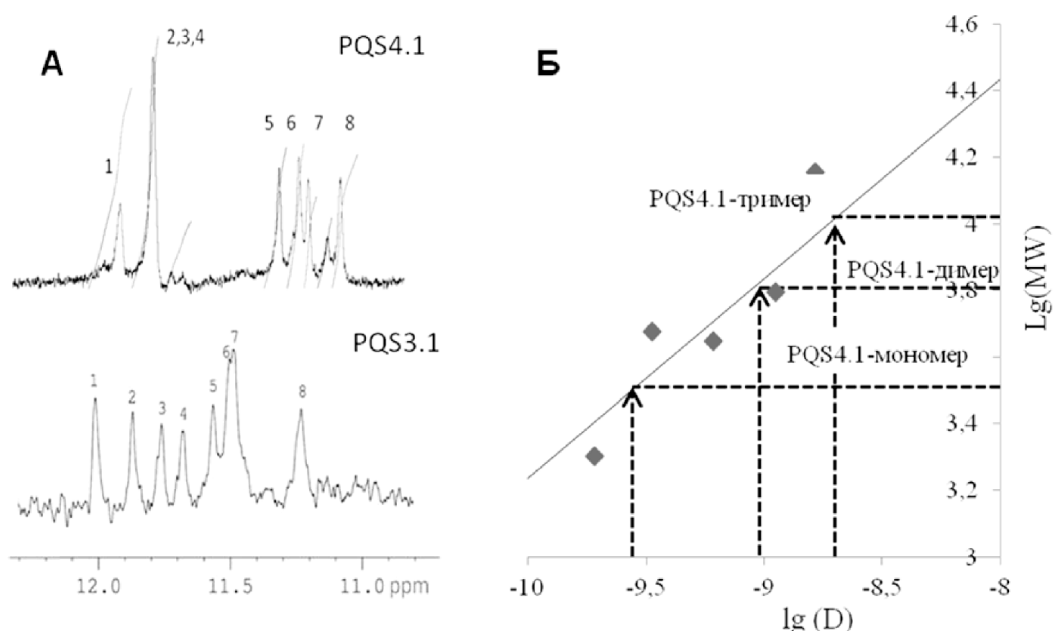 А
PQS4.1
2,3,4
1
5 6 7 8
PQS3.1
1 2 3 4 5 6 7 8
12.0 11.5 11.0 ppm
Б
4,6
4,4
4,2
4
3,8
3,4
3,2
3
Lg(MW)
PQS4.1-тример
PQS4.1-димер
PQS4.1-мономер
-10 -9,5 -9 -8,5 -8
lg (D)